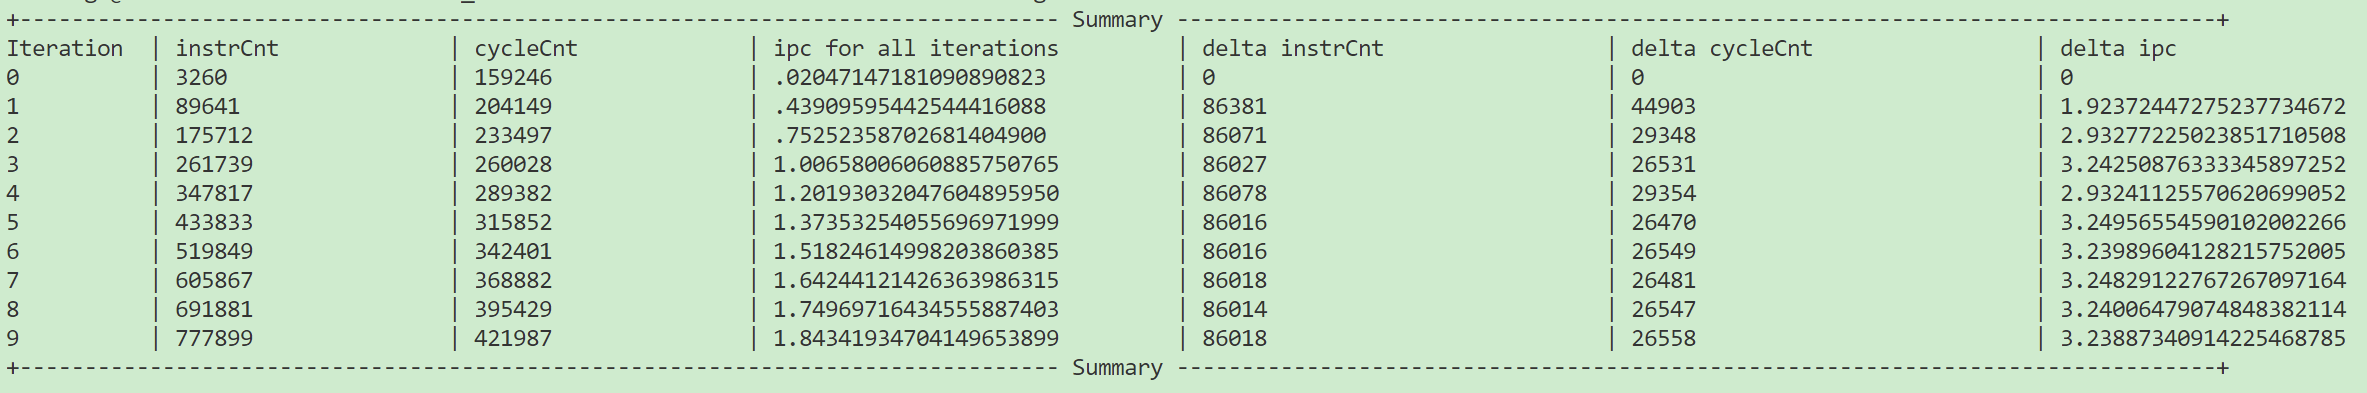 +-------------------------------------------------------------------------------- Summary --------------------------------------------------------------------------------+
Iteration | instrCnt | cycleCnt | ipc for all iterations | delta instrCnt | delta cycleCnt | delta ipc
0 | 3260 | 159246 | .02047147181090890823 | 0 | 0 | 0
1 | 89641 | 204149 | .43909595442544416088 | 86381 | 44903 | 1.92372447275237734672
2 | 175712 | 233497 | .75252358702681404900 | 86071 | 29348 | 2.93277225023851710508
3 | 261739 | 260028 | 1.00658006060885750765 | 86027 | 26531 | 3.24250876333345897252
4 | 347817 | 289382 | 1.20193032047604895950 | 86078 | 29354 | 2.93241125570620699052
5 | 433833 | 315852 | 1.37353254055696971999 | 86016 | 26470 | 3.24956554590102002266
6 | 519849 | 342401 | 1.51824614998203860385 | 86016 | 26549 | 3.23989604128215752005
7 | 605867 | 368882 | 1.64244121426363986315 | 86018 | 26481 | 3.24829122767267097164
8 | 691881 | 395429 | 1.74969716434555887403 | 86014 | 26547 | 3.24006479074848382114
9 | 777899 | 421987 | 1.84341934704149653899 | 86018 | 26558 | 3.23887340914225468785
+-------------------------------------------------------------------------------- Summary --------------------------------------------------------------------------------+